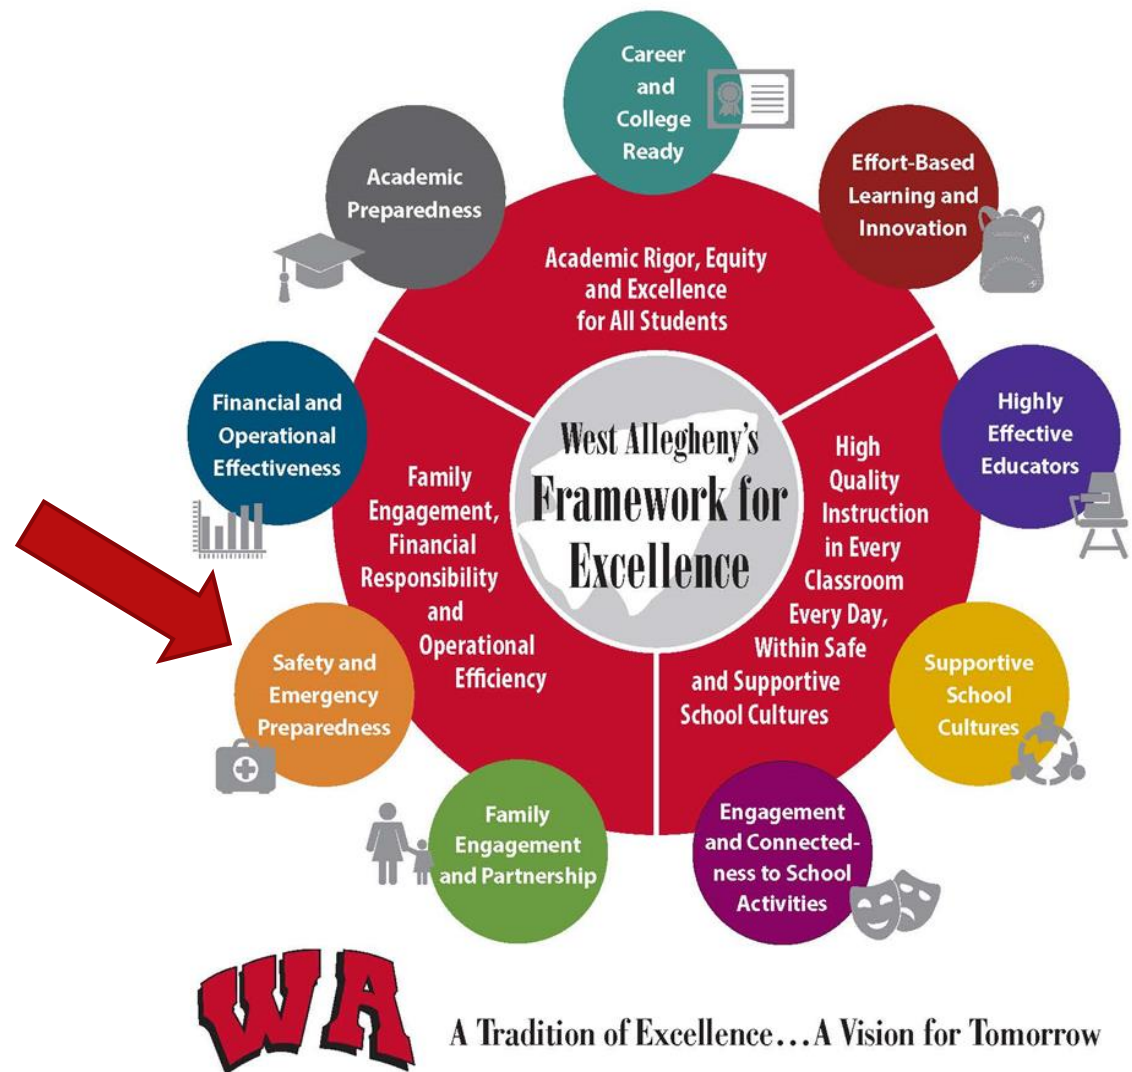 Career
and
College
Ready
Effort-Based
Learning and
Innovation
Academic
Preparedness
Academic Rigor, Equity
and Excellence
for All Students
Financial and
Operational
Effectiveness
Highly
Effective
Educators
West Allegheny's
Framework for
Excellence
Family
Engagement,
Financial
Responsibility
and
Operational
Efficiency
High
Quality
Instruction
in Every
Classroom
Every Day,
Within Safe
and Supportive
School Cultures
Safety and
Emergency
Preparedness
Supportive
School
Cultures
Family
Engagement
and Partnership
Engagement
and Connected-
ness to School
Activities
WA
A Tradition of Excellence...A Vision for Tomorrow